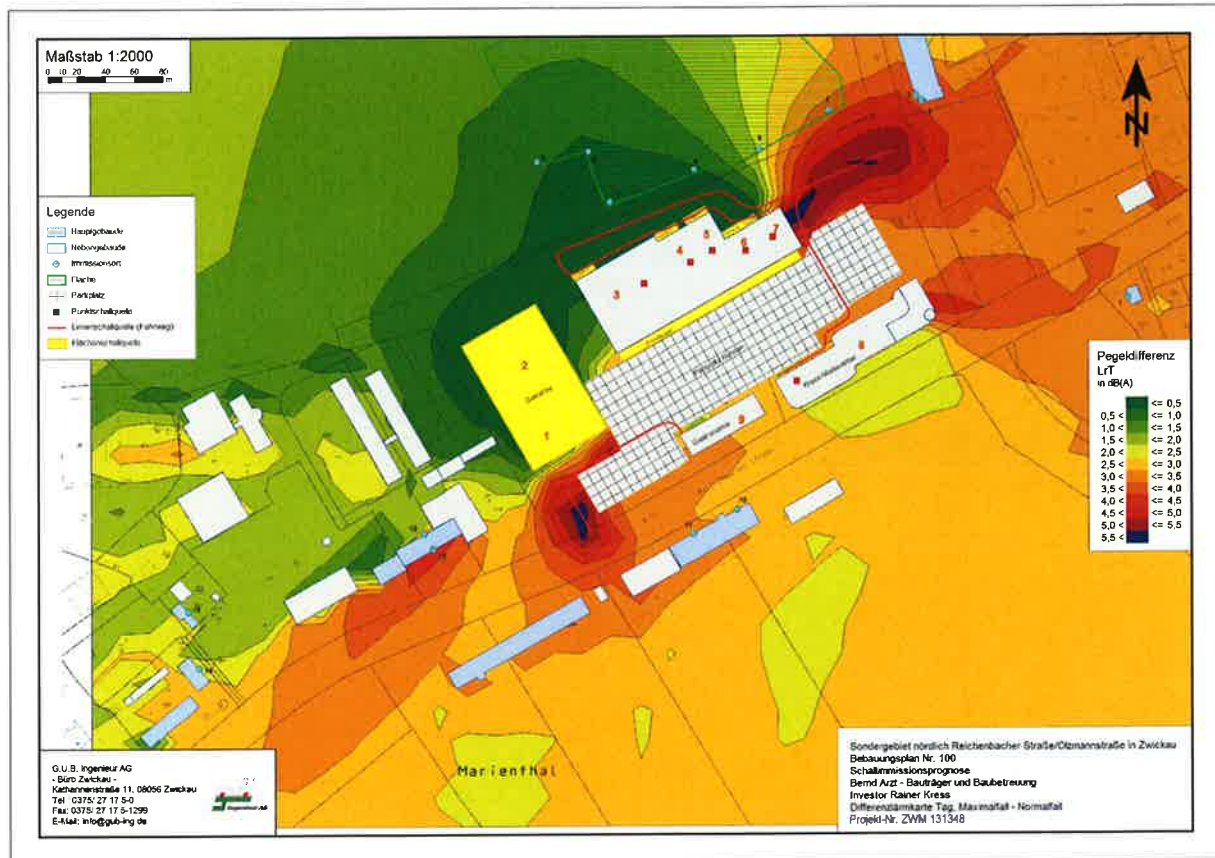 Maßstab 1:2000
0 10 20 40 60 80
m
N
Legende
Hauptgebäude
Nebengebäude
Immissionsort
Fläche
Parkplatz
Punktschallquelle
Linienschallquelle (Fahrweg)
Flächenschallquelle
1
2
3
4
5
6
7
8
9
Pegeldifferenz
LrT
in dB(A)
<= 0,5
0,5 < <= 1,0
1,0 < <= 1,5
1,5 < <= 2,0
2,0 < <= 2,5
2,5 < <= 3,0
3,0 < <= 3,5
3,5 < <= 4,0
4,0 < <= 4,5
4,5 < <= 5,0
5,0 < <= 5,5
5,5 <
Marienthal
G.U.B. Ingenieur AG
- Büro Zwickau -
Katharinenstraße 11, 08056 Zwickau
Tel: 0375/ 27 17 5-0
Fax: 0375/ 27 17 5-1299
E-Mail: info@gub-ing.de
Sondergebiet nördlich Reichenbacher Straße/Olzmannstraße in Zwickau
Bebauungsplan Nr. 100
Schallimmissionsprognose
Bernd Arzt - Bauträger und Baubetreuung
Investor Rainer Kress
Differenzlärmkarte Tag, Maximalfall - Normalfall
Projekt-Nr. ZWM 131348